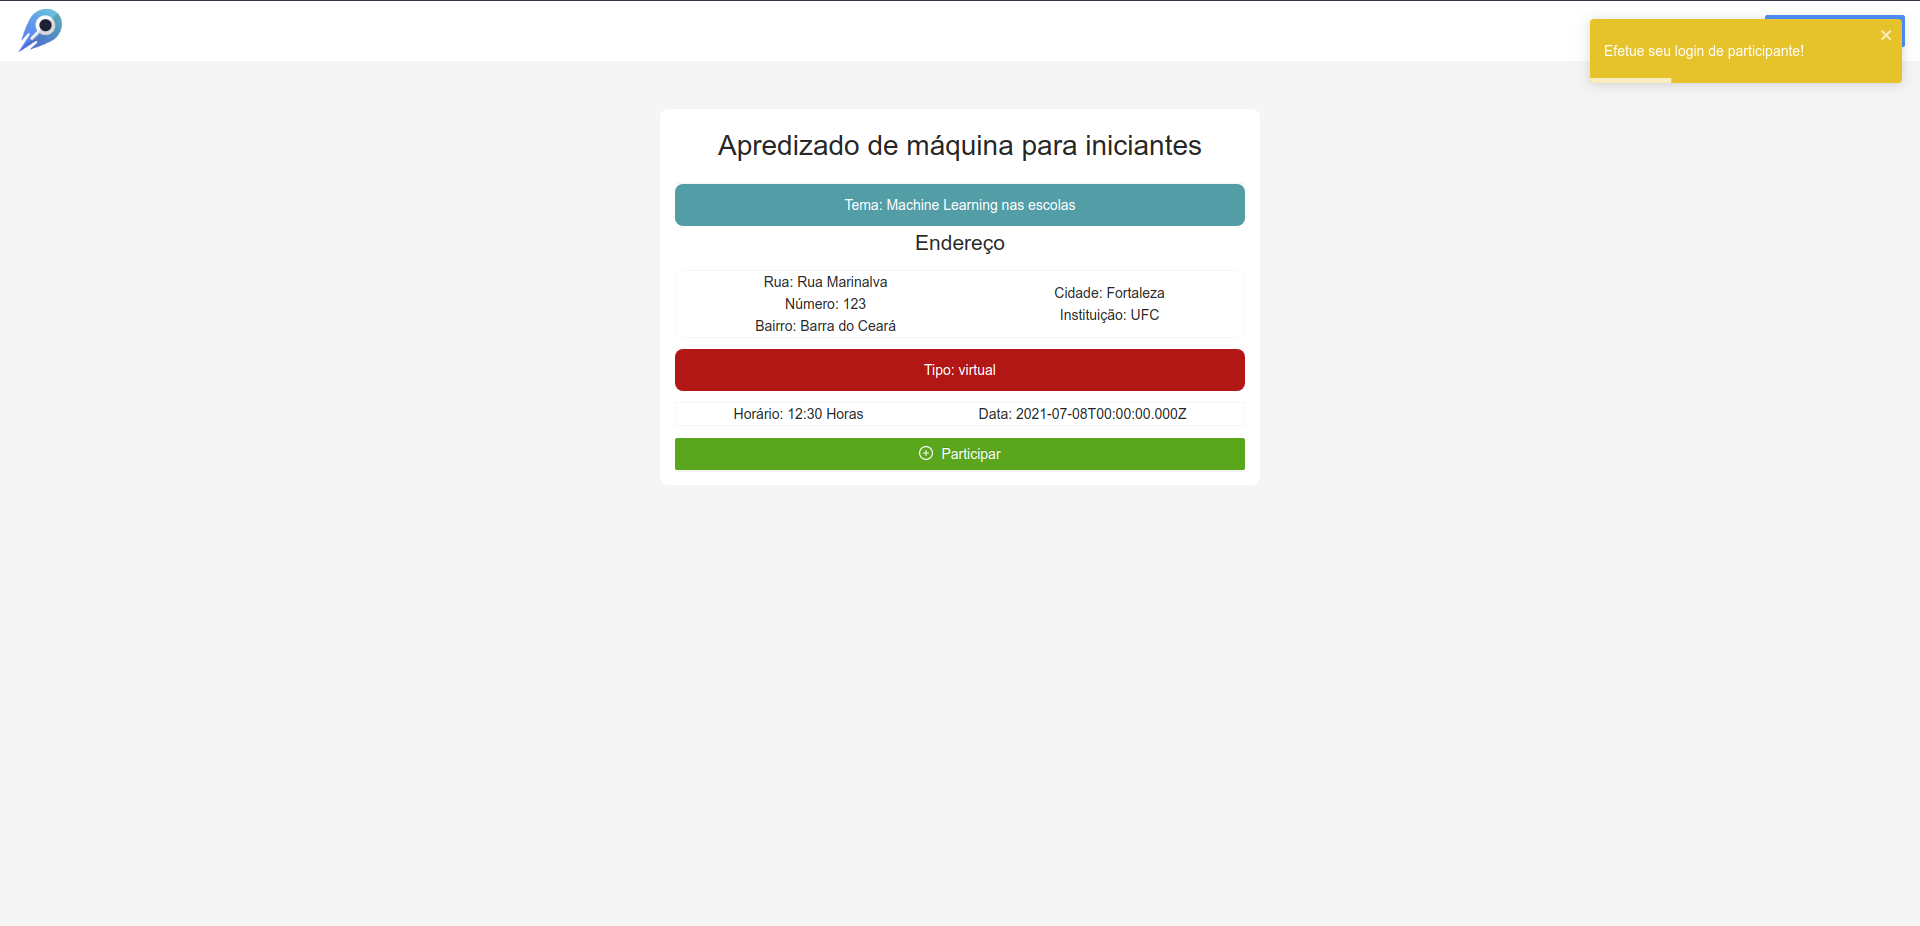 Efetue seu login de participante!
Apredizado de máquina para iniciantes
Tema: Machine Learning nas escolas
Endereço
Rua: Rua Marinalva
Número: 123
Bairro: Barra do Ceará
Cidade: Fortaleza
Instituição: UFC
Tipo: virtual
Horário: 12:30 Horas
Data: 2021-07-08T00:00:00.000Z
Participar